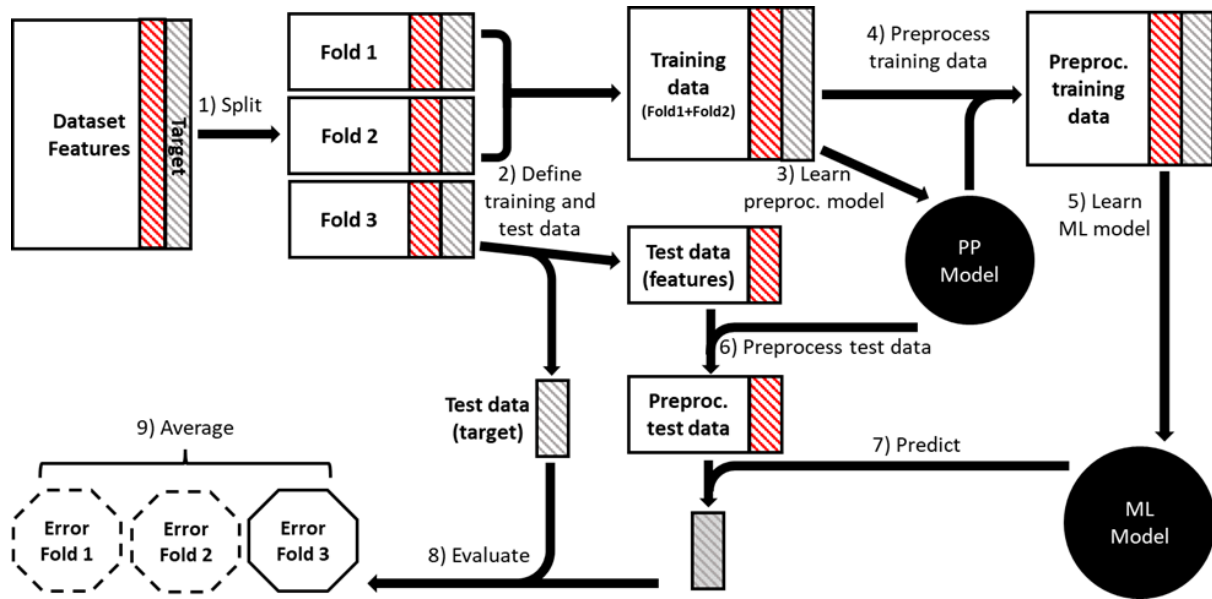 Dataset
Features
Target
1) Split
Fold 1
Fold 2
Fold 3
2) Define
training and
test data
Training
data
(Fold1+Fold2)
3) Learn
preproc. model
4) Preprocess
training data
Preproc.
training
data
PP
Model
5) Learn
ML model
Test data
(features)
6) Preprocess test data
Test data
(target)
Preproc.
test data
7) Predict
ML
Model
8) Evaluate
9) Average
Error
Fold 1
Error
Fold 2
Error
Fold 3